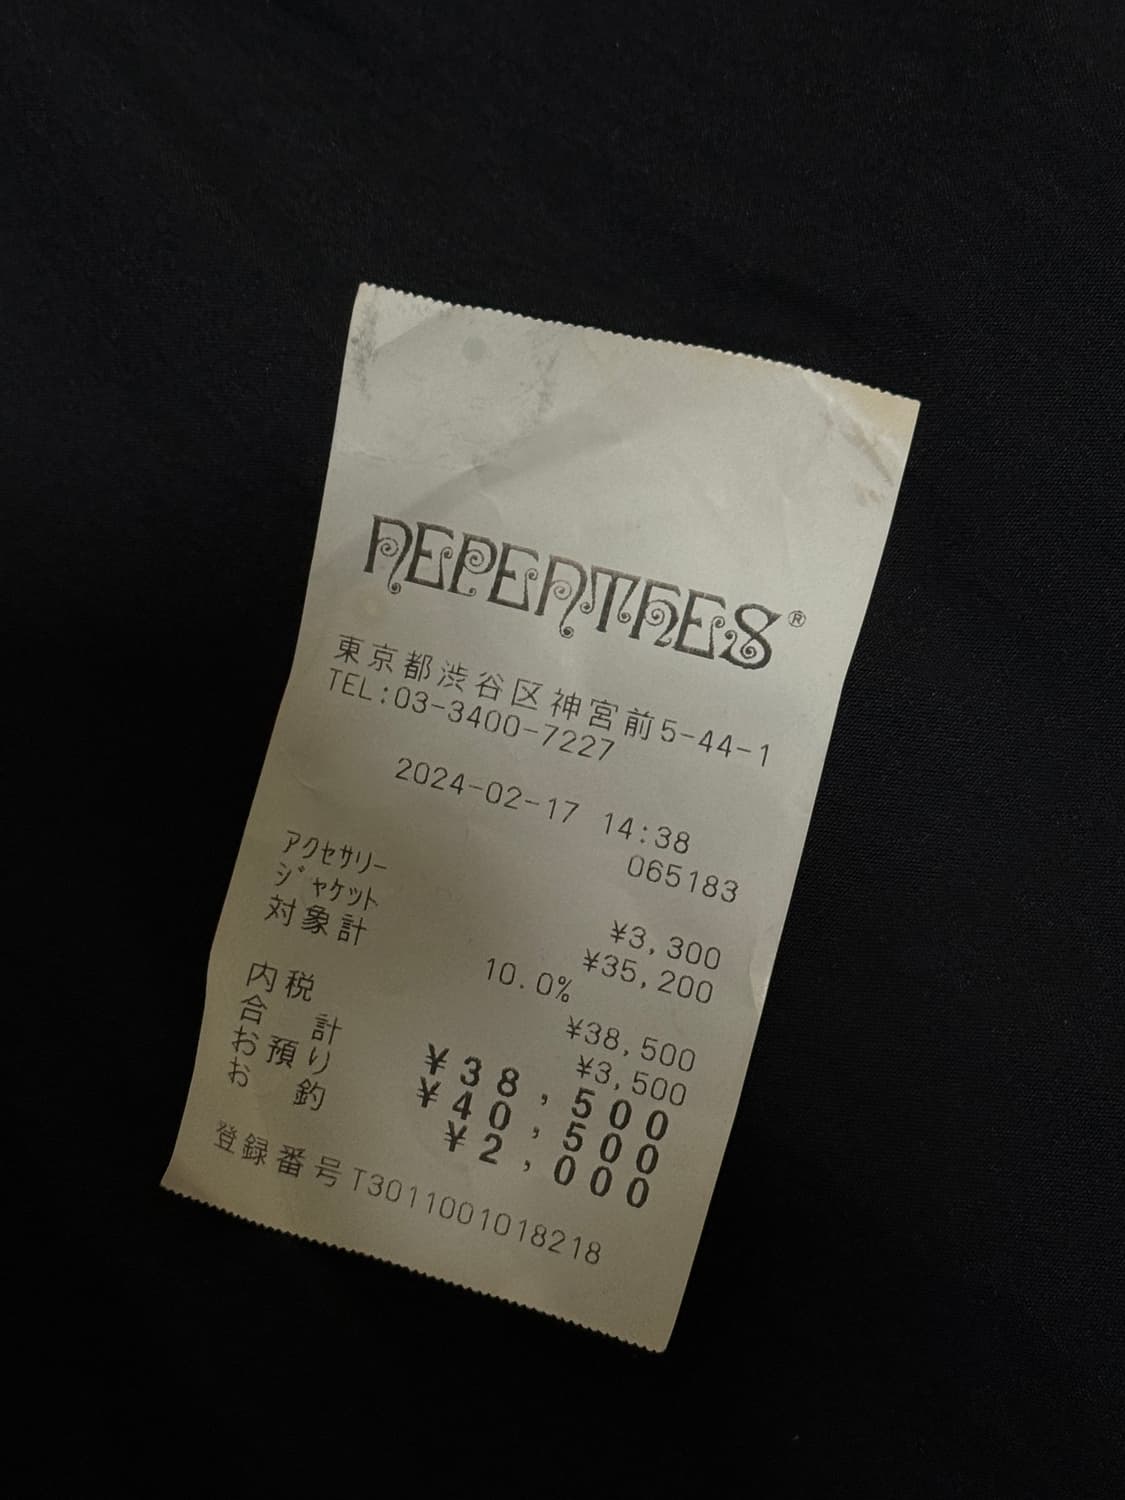 NEPENTHES®
東京都渋谷区神宮前5-44-1
TEL:03-3400-7227
2024-02-17 14:38
065183
ｱｸｾｻﾘｰ ¥3,300
ｼﾞｬｹｯﾄ ¥35,200
対象計 10.0% ¥38,500
内税 ¥3,500
合 計 ¥38,500
お預り ¥40,500
お 釣 ¥2,000
登録番号T3011001018218